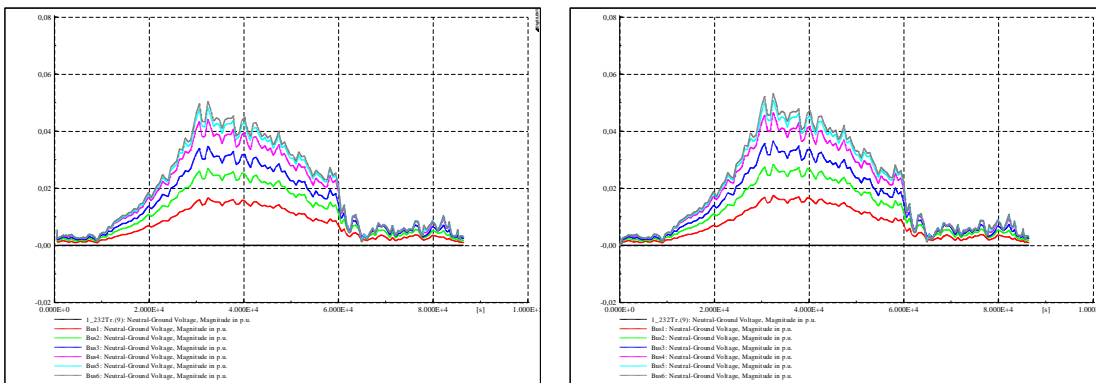 0,08
0,06
0,04
0,02
-0,00
-0,02
0.000E+0 2.000E+4 4.000E+4 6.000E+4 8.000E+4 [s] 1.000E
1_232Tr.(9): Neutral-Ground Voltage, Magnitude in p.u.
Bus1: Neutral-Ground Voltage, Magnitude in p.u.
Bus2: Neutral-Ground Voltage, Magnitude in p.u.
Bus3: Neutral-Ground Voltage, Magnitude in p.u.
Bus4: Neutral-Ground Voltage, Magnitude in p.u.
Bus5: Neutral-Ground Voltage, Magnitude in p.u.
Bus6: Neutral-Ground Voltage, Magnitude in p.u.
0,08
0,06
0,04
0,02
-0,00
-0,02
0.000E+0 2.000E+4 4.000E+4 6.000E+4 8.000E+4 [s] 1.000
1_232Tr.(9): Neutral-Ground Voltage, Magnitude in p.u.
Bus1: Neutral-Ground Voltage, Magnitude in p.u.
Bus2: Neutral-Ground Voltage, Magnitude in p.u.
Bus3: Neutral-Ground Voltage, Magnitude in p.u.
Bus4: Neutral-Ground Voltage, Magnitude in p.u.
Bus5: Neutral-Ground Voltage, Magnitude in p.u.
Bus6: Neutral-Ground Voltage, Magnitude in p.u.